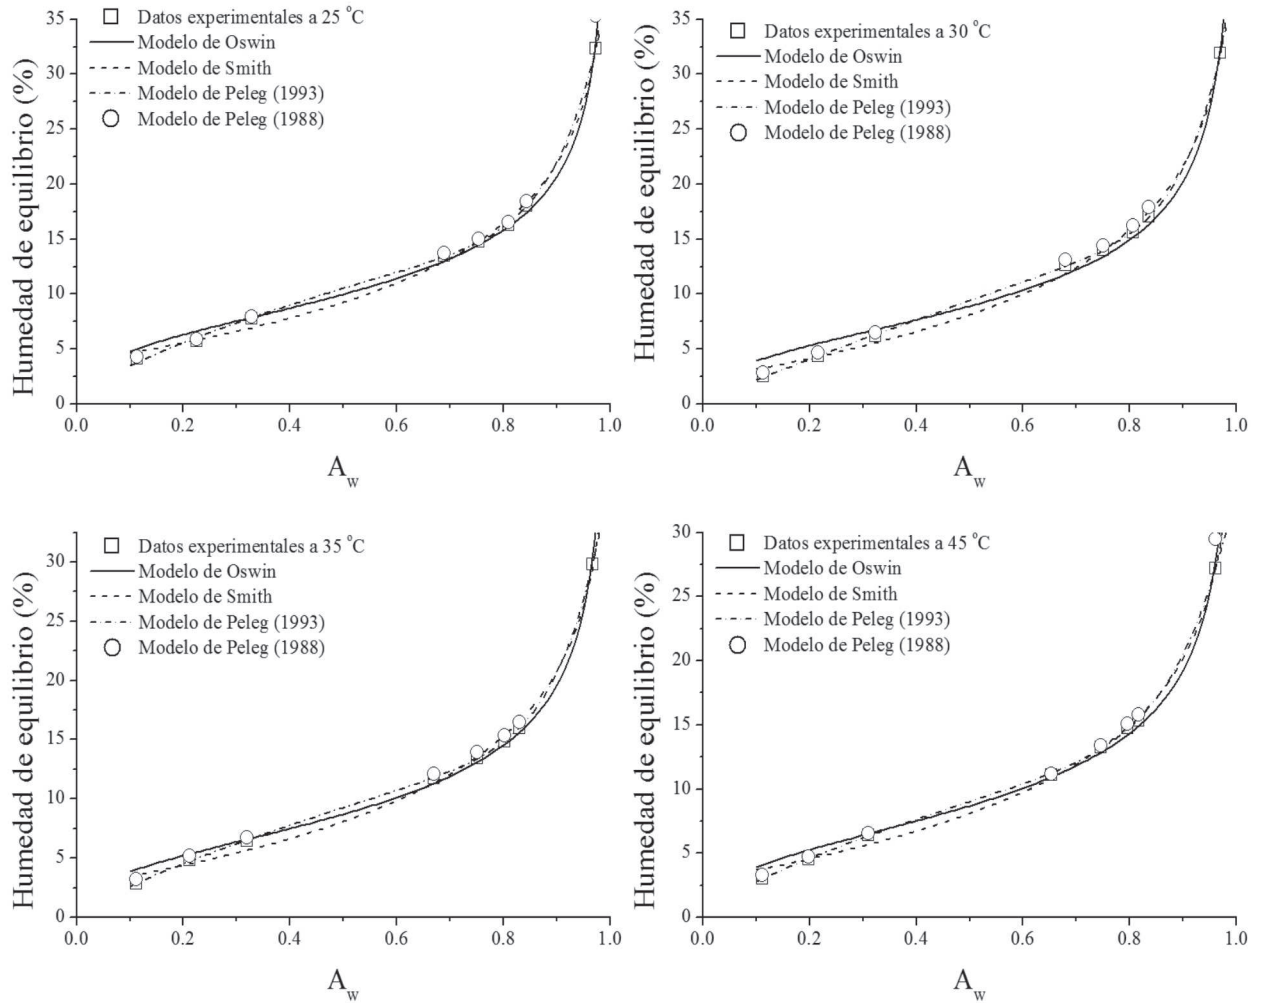 Datos experimentales a 25 °C
Modelo de Oswin
Modelo de Smith
Modelo de Peleg (1993)
Modelo de Peleg (1988)
Humedad de equilibrio (%)
35
30
25
20
15
10
5
0
0.0 0.2 0.4 0.6 0.8 1.0
A_w
Datos experimentales a 30 °C
Modelo de Oswin
Modelo de Smith
Modelo de Peleg (1993)
Modelo de Peleg (1988)
Humedad de equilibrio (%)
35
30
25
20
15
10
5
0
0.0 0.2 0.4 0.6 0.8 1.0
A_w
Datos experimentales a 35 °C
Modelo de Oswin
Modelo de Smith
Modelo de Peleg (1993)
Modelo de Peleg (1988)
Humedad de equilibrio (%)
30
25
20
15
10
5
0
0.0 0.2 0.4 0.6 0.8 1.0
A_w
Datos experimentales a 45 °C
Modelo de Oswin
Modelo de Smith
Modelo de Peleg (1993)
Modelo de Peleg (1988)
Humedad de equilibrio (%)
30
25
20
15
10
5
0
0.0 0.2 0.4 0.6 0.8 1.0
A_w